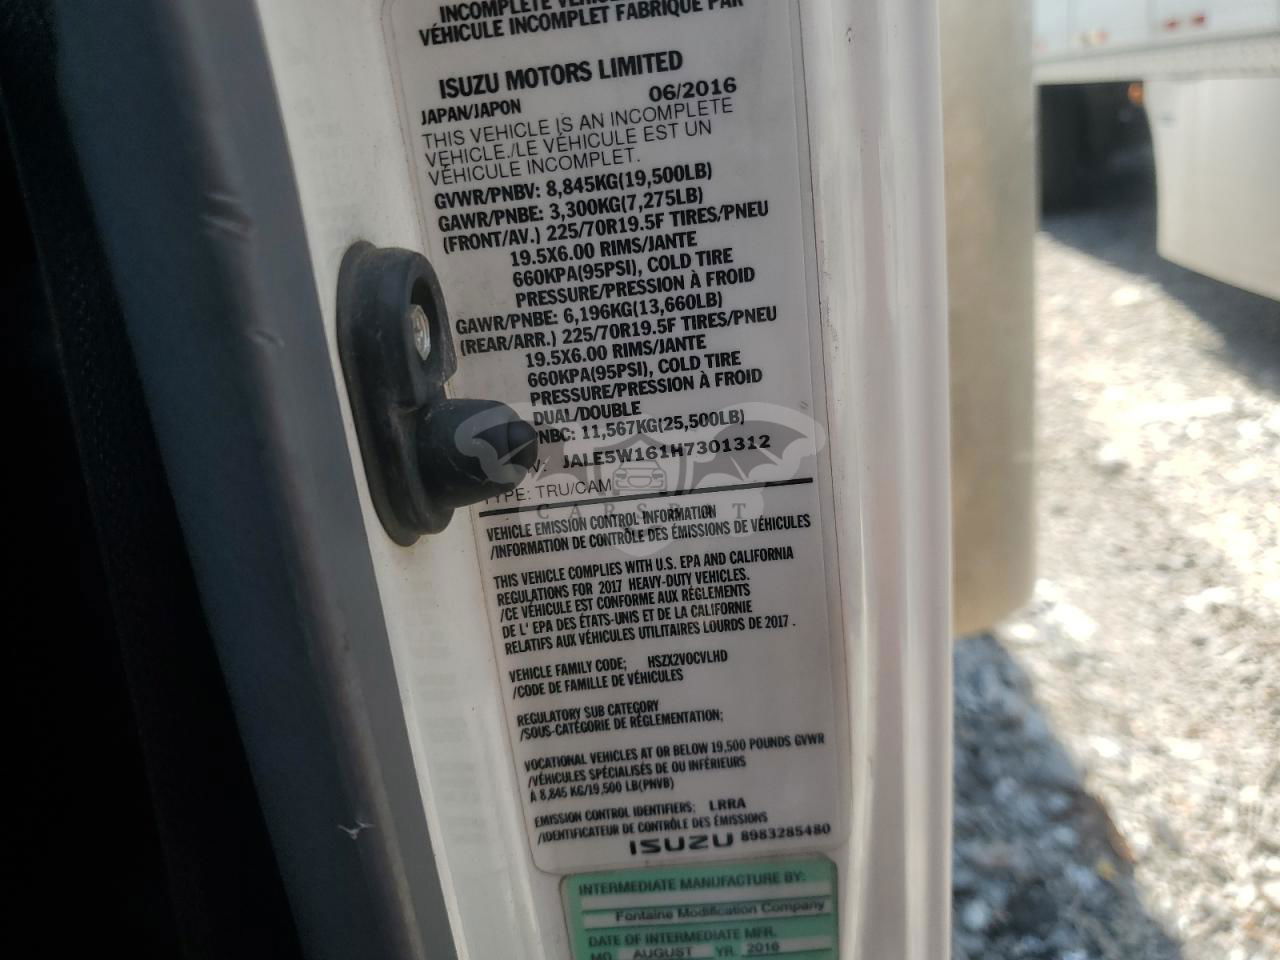 INCOMPLETE
VÉHICULE INCOMPLET FABRIQUÉ PAR
ISUZU MOTORS LIMITED
JAPAN/JAPON 06/2016
THIS VEHICLE IS AN INCOMPLETE
VEHICLE./LE VÉHICULE EST UN
VÉHICULE INCOMPLET.
GVWR/PNBV: 8,845KG(19,500LB)
GAWR/PNBE: 3,300KG(7,275LB)
(FRONT/AV.) 225/70R19.5F TIRES/PNEU
19.5X6.00 RIMS/JANTE
660KPA(95PSI), COLD TIRE
PRESSURE/PRESSION À FROID
GAWR/PNBE: 6,196KG(13,660LB)
(REAR/ARR.) 225/70R19.5F TIRES/PNEU
19.5X6.00 RIMS/JANTE
660KPA(95PSI), COLD TIRE
PRESSURE/PRESSION À FROID
DUAL/DOUBLE
PNBC: 11,567KG(25,500LB)
JALE5W161H7301312
TYPE: TRU/CAM
VEHICLE EMISSION CONTROL INFORMATION
/INFORMATION DE CONTRÔLE DES ÉMISSIONS DE VÉHICULES
THIS VEHICLE COMPLIES WITH U.S. EPA AND CALIFORNIA
REGULATIONS FOR 2017 HEAVY-DUTY VEHICLES.
/CE VÉHICULE EST CONFORME AUX RÈGLEMENTS
DE L' EPA DES ÉTATS-UNIS ET DE LA CALIFORNIE
RELATIFS AUX VÉHICULES UTILITAIRES LOURDS DE 2017 .
VEHICLE FAMILY CODE; HSZX2VOCVLHD
/CODE DE FAMILLE DE VÉHICULES
REGULATORY SUB CATEGORY
/SOUS-CATÉGORIE DE RÉGLEMENTATION;
VOCATIONAL VEHICLES AT OR BELOW 19,500 POUNDS GVWR
/VÉHICULES SPÉCIALISÉS DE OU INFÉRIEURS
À 8,845 KG/19,500 LB(PNVB)
EMISSION CONTROL IDENTIFIERS; LRRA
/IDENTIFICATEUR DE CONTRÔLE DES ÉMISSIONS
ISUZU 8983285480
INTERMEDIATE MANUFACTURE BY:
Fontaine Modification Company
DATE OF INTERMEDIATE MFR.
MO. AUGUST YR. 2016